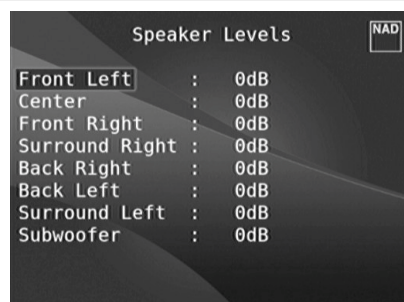 Speaker Levels
NAD
Front Left : 0dB
Center : 0dB
Front Right : 0dB
Surround Right : 0dB
Back Right : 0dB
Back Left : 0dB
Surround Left : 0dB
Subwoofer : 0dB